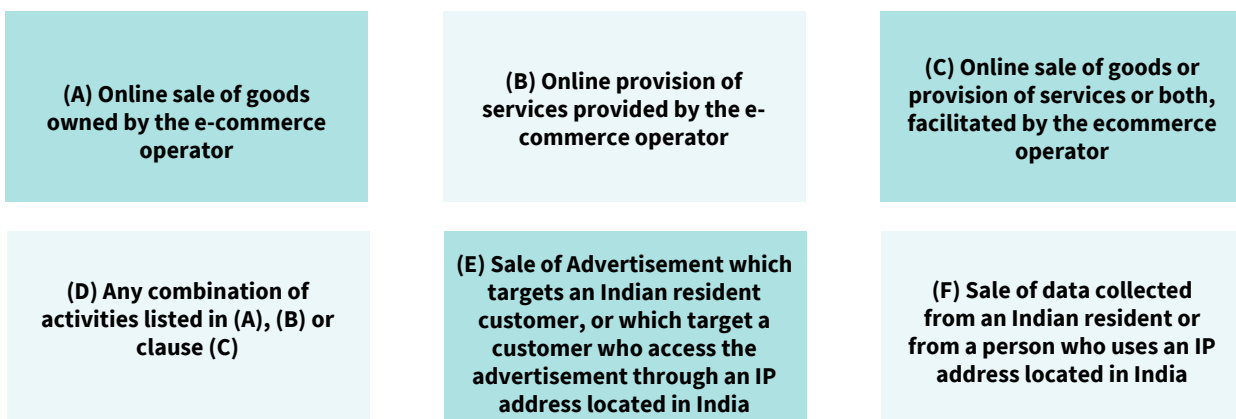 (A) Online sale of goods
owned by the e-commerce
operator
(B) Online provision of
services provided by the e-
commerce operator
(C) Online sale of goods or
provision of services or both,
facilitated by the ecommerce
operator
(D) Any combination of
activities listed in (A), (B) or
clause (C)
(E) Sale of Advertisement which
targets an Indian resident
customer, or which target a
customer who access the
advertisement through an IP
address located in India
(F) Sale of data collected
from an Indian resident or
from a person who uses an IP
address located in India